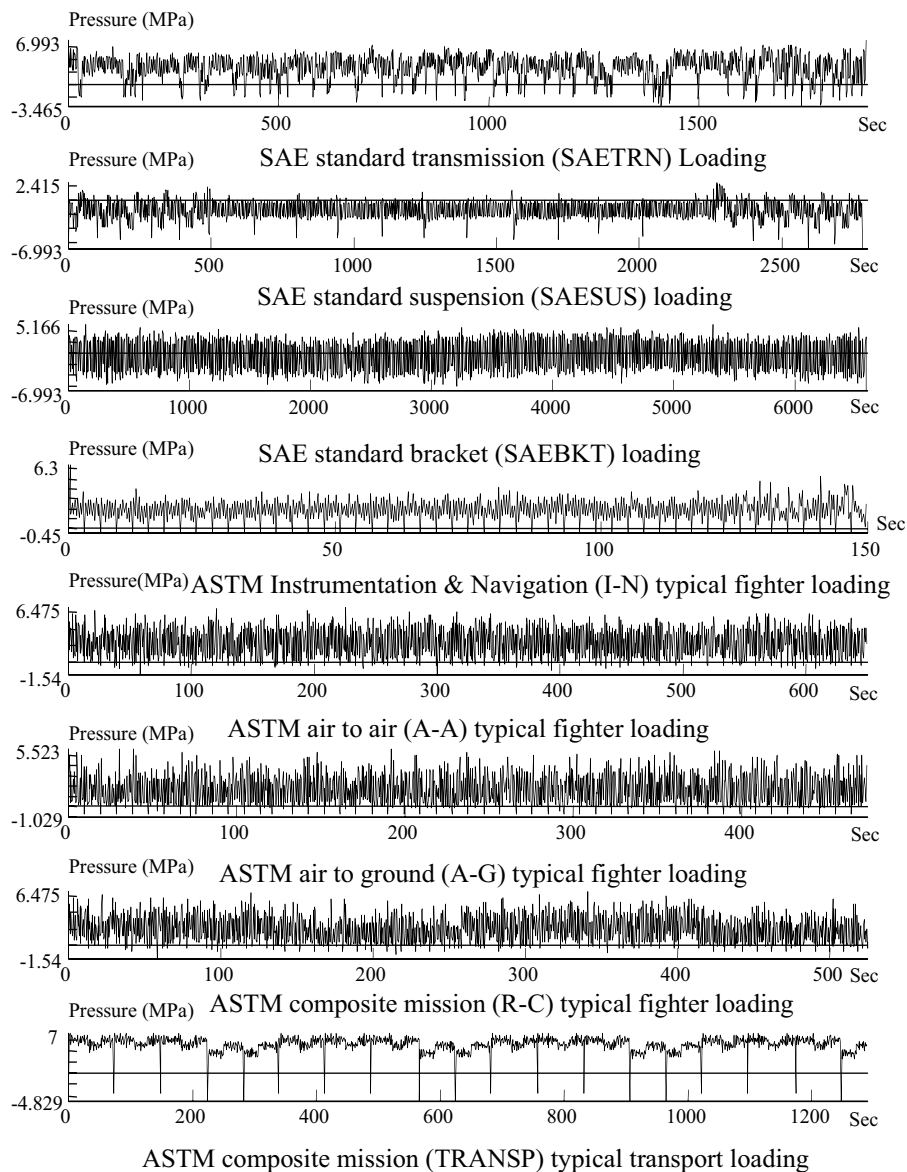 Pressure (MPa)
6.993
-3.465
0 500 1000 1500 Sec
SAE standard transmission (SAETRN) Loading
Pressure (MPa)
2.415
-6.993
0 500 1000 1500 2000 2500 Sec
SAE standard suspension (SAESUS) loading
Pressure (MPa)
5.166
-6.993
0 1000 2000 3000 4000 5000 6000 Sec
SAE standard bracket (SAEBKT) loading
Pressure (MPa)
6.3
-0.45
Sec
0 50 100 150
ASTM Instrumentation & Navigation (I-N) typical fighter loading
Pressure(MPa)
6.475
-1.54
0 100 200 300 400 500 600 Sec
ASTM air to air (A-A) typical fighter loading
Pressure (MPa)
5.523
-1.029
0 100 200 300 400 Sec
ASTM air to ground (A-G) typical fighter loading
Pressure (MPa)
6.475
-1.54
0 100 200 300 400 500 Sec
ASTM composite mission (R-C) typical fighter loading
Pressure (MPa)
7
-4.829
0 200 400 600 800 1000 1200 Sec
ASTM composite mission (TRANSP) typical transport loading